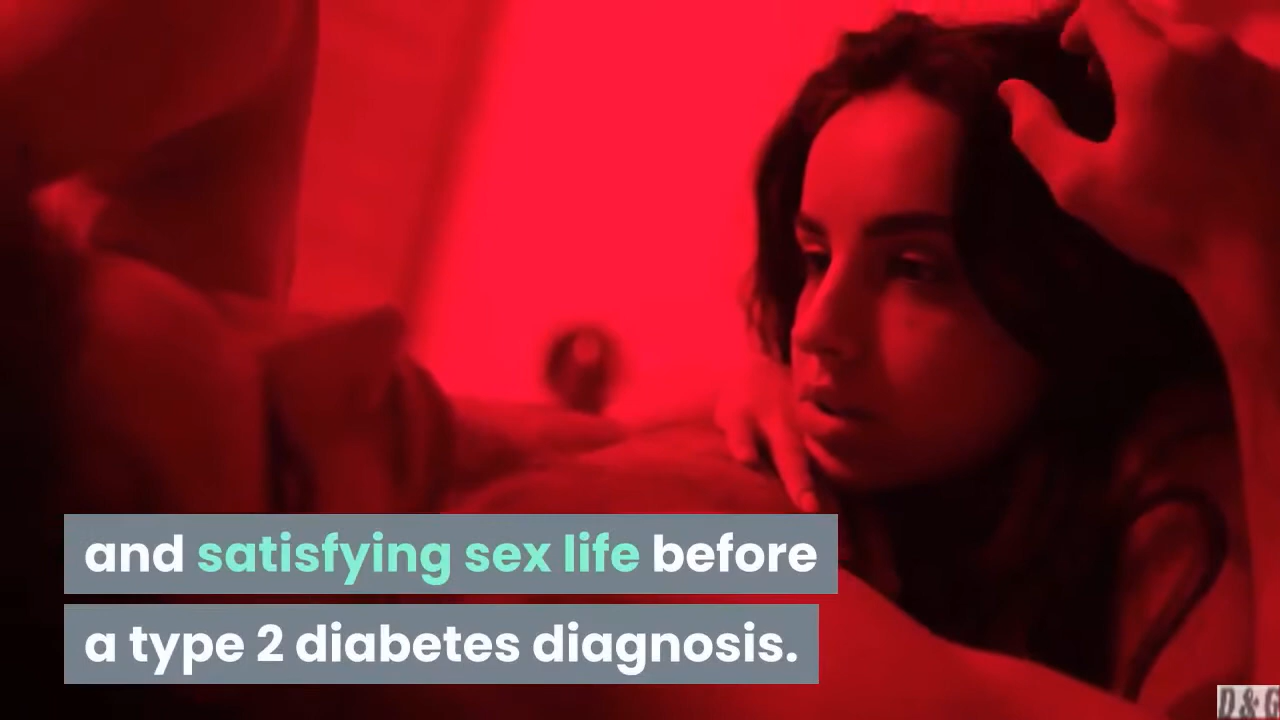 and satisfying sex life before
a type 2 diabetes diagnosis.
D & G